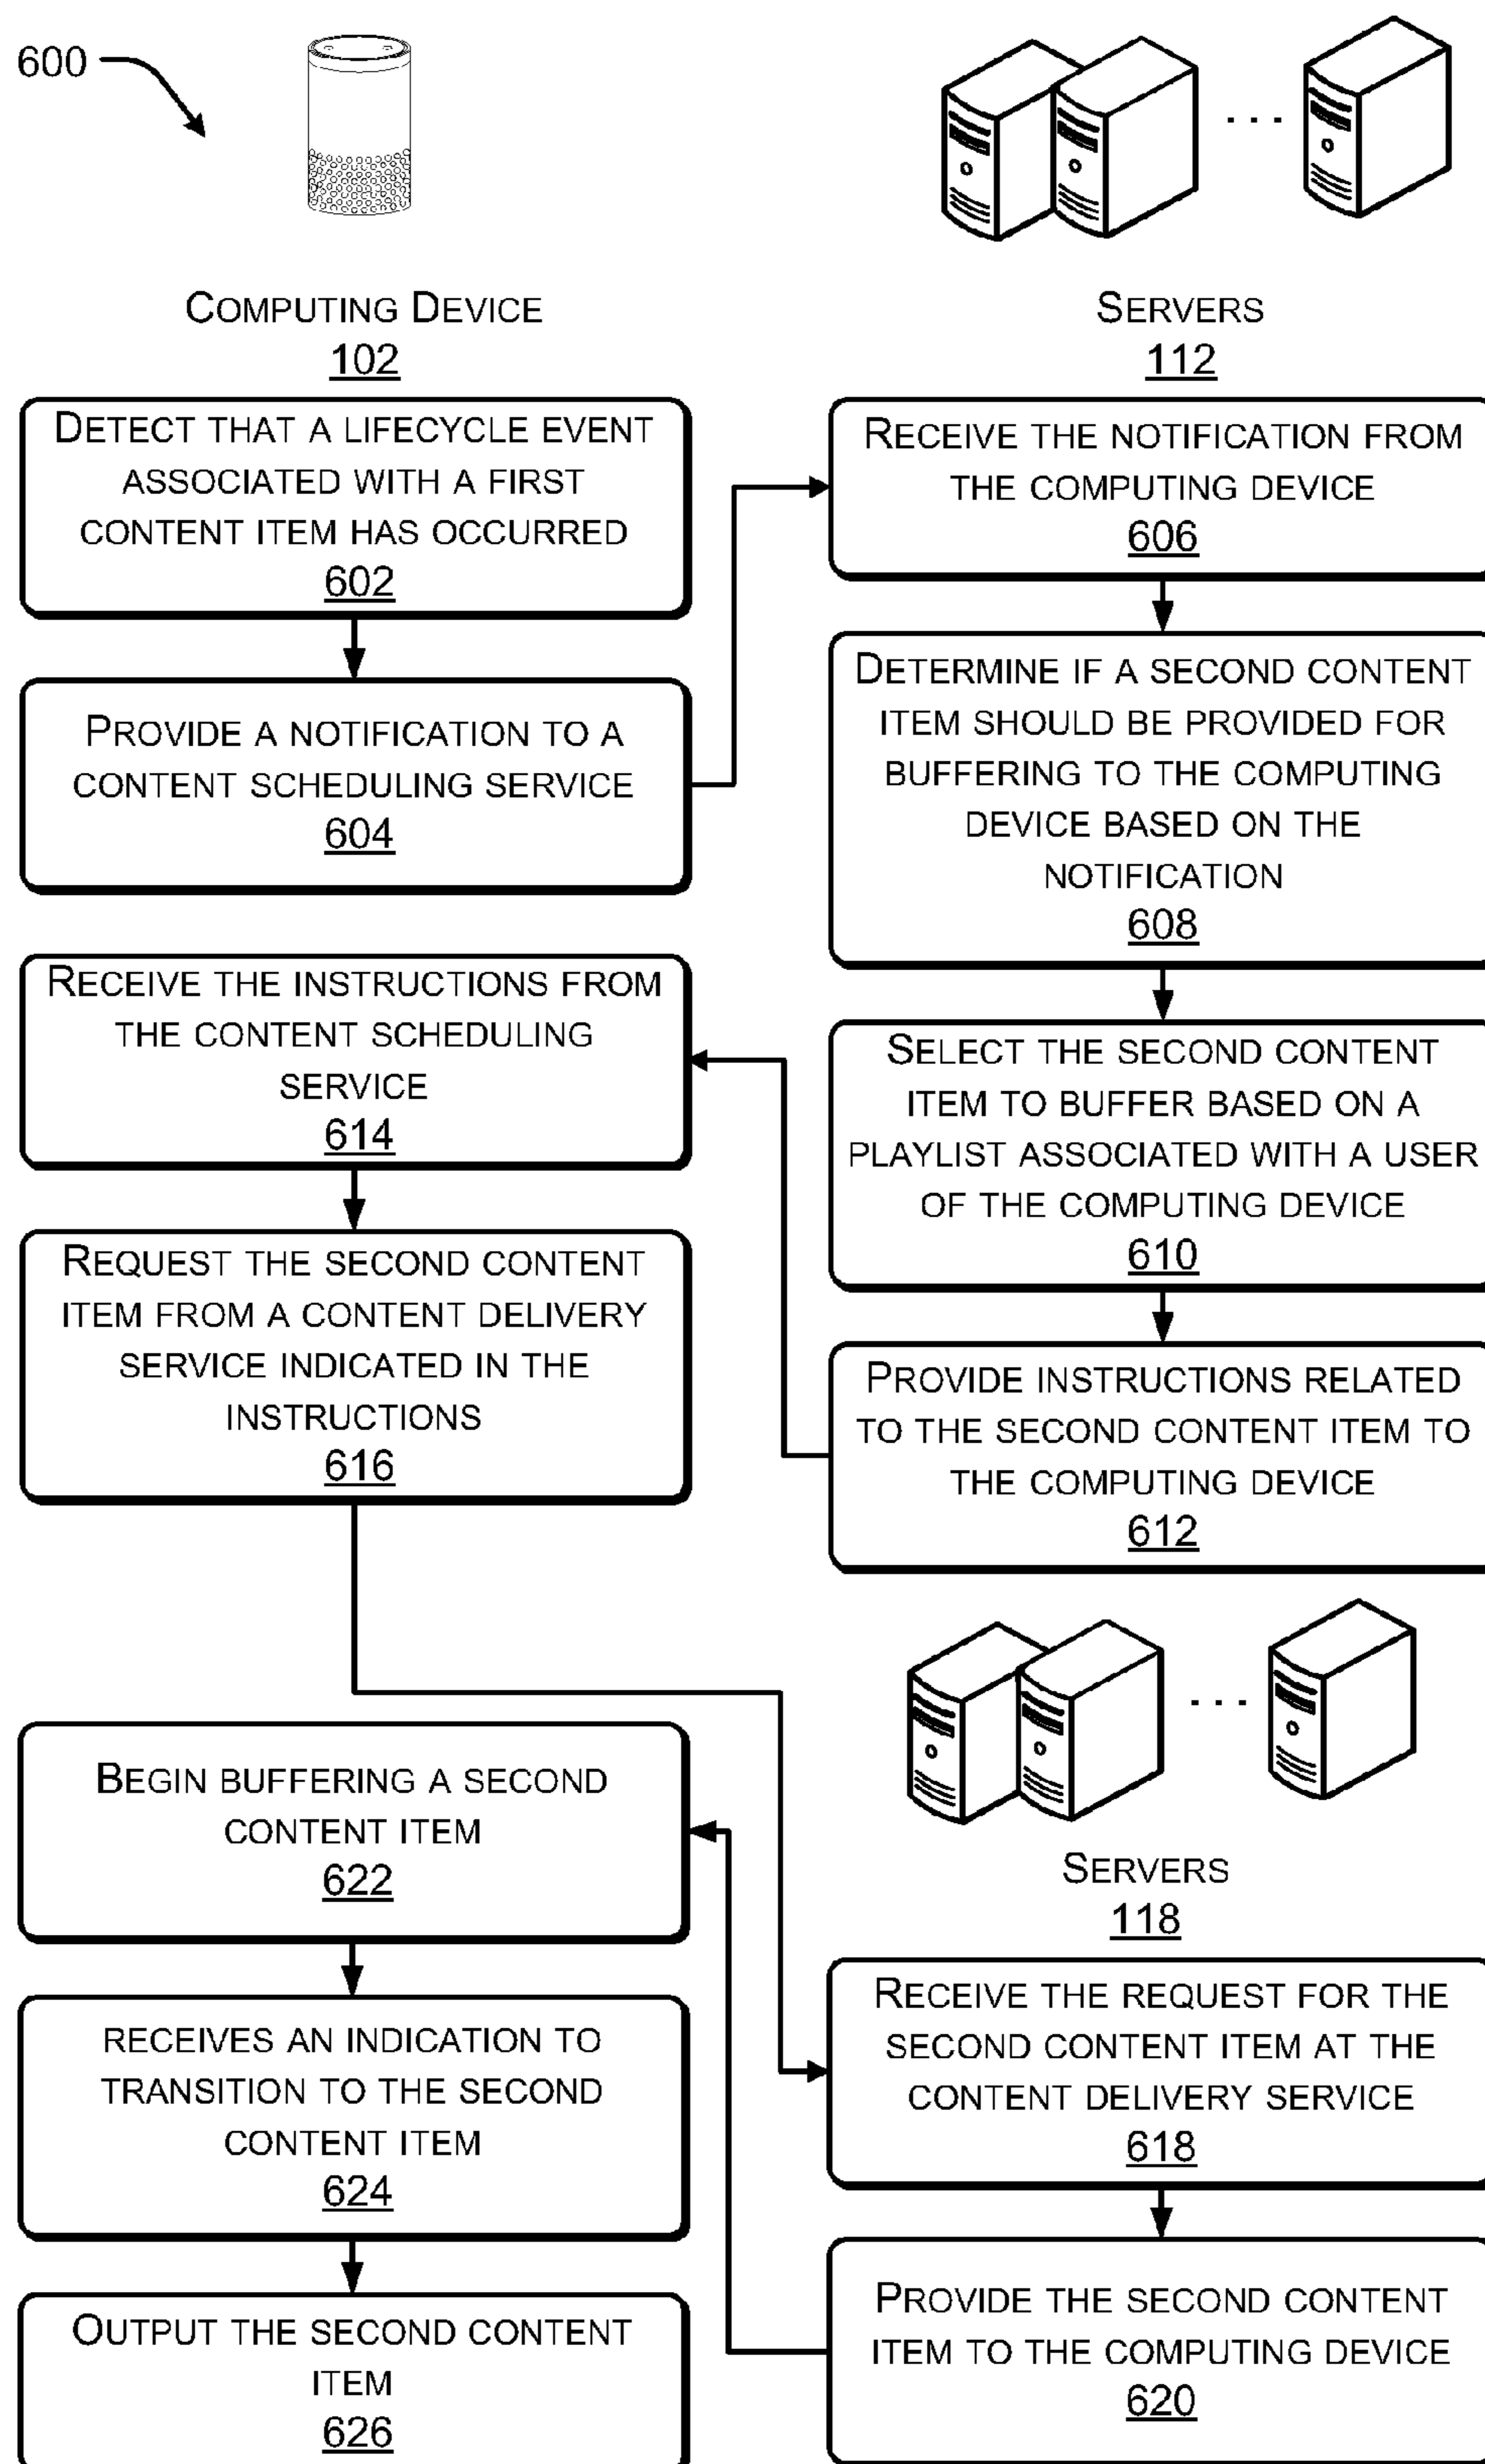 600
COMPUTING DEVICE
102
SERVERS
112
DETECT THAT A LIFECYCLE EVENT
ASSOCIATED WITH A FIRST
CONTENT ITEM HAS OCCURRED
602
PROVIDE A NOTIFICATION TO A
CONTENT SCHEDULING SERVICE
604
RECEIVE THE NOTIFICATION FROM
THE COMPUTING DEVICE
606
DETERMINE IF A SECOND CONTENT
ITEM SHOULD BE PROVIDED FOR
BUFFERING TO THE COMPUTING
DEVICE BASED ON THE
NOTIFICATION
608
SELECT THE SECOND CONTENT
ITEM TO BUFFER BASED ON A
PLAYLIST ASSOCIATED WITH A USER
OF THE COMPUTING DEVICE
610
PROVIDE INSTRUCTIONS RELATED
TO THE SECOND CONTENT ITEM TO
THE COMPUTING DEVICE
612
RECEIVE THE INSTRUCTIONS FROM
THE CONTENT SCHEDULING
SERVICE
614
REQUEST THE SECOND CONTENT
ITEM FROM A CONTENT DELIVERY
SERVICE INDICATED IN THE
INSTRUCTIONS
616
SERVERS
118
RECEIVE THE REQUEST FOR THE
SECOND CONTENT ITEM AT THE
CONTENT DELIVERY SERVICE
618
PROVIDE THE SECOND CONTENT
ITEM TO THE COMPUTING DEVICE
620
BEGIN BUFFERING A SECOND
CONTENT ITEM
622
RECEIVES AN INDICATION TO
TRANSITION TO THE SECOND
CONTENT ITEM
624
OUTPUT THE SECOND CONTENT
ITEM
626